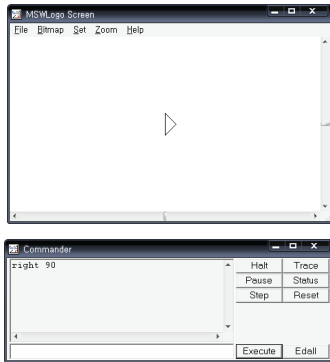 MSWLogo Screen
File Bitmap Set Zoom Help
Commander
right 90
Halt Trace
Pause Status
Step Reset
Execute Edall